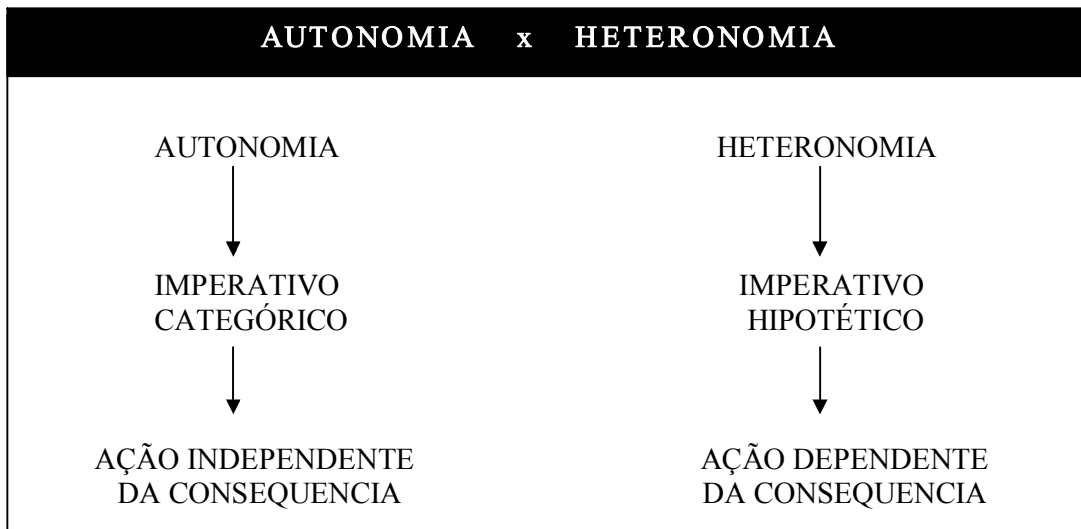 AUTONOMIA x HETERONOMIA
AUTONOMIA
IMPERATIVO
CATEGÓRICO
AÇÃO INDEPENDENTE
DA CONSEQUENCIA
HETERONOMIA
IMPERATIVO
HIPOTÉTICO
AÇÃO DEPENDENTE
DA CONSEQUENCIA